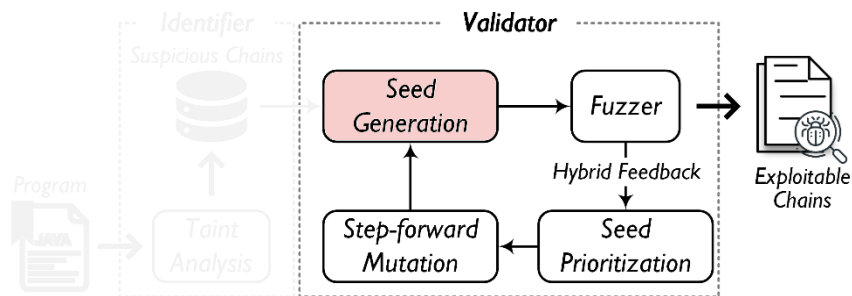 Identifier
Validator
Suspicious Chains
Seed
Generation
Fuzzer
Hybrid Feedback
Exploitable
Chains
Program
JAVA
Taint
Analysis
Step-forward
Mutation
Seed
Prioritization